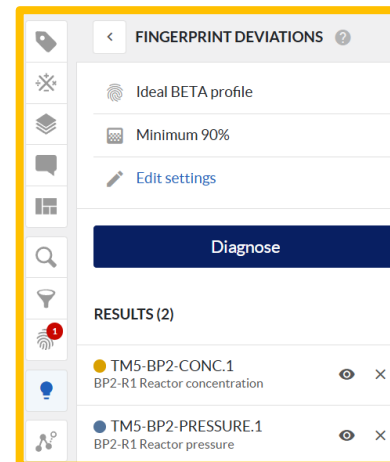 FINGERPRINT DEVIATIONS ?
Ideal BETA profile
Minimum 90%
Edit settings
Diagnose
RESULTS (2)
1
TM5-BP2-CONC.1
BP2-R1 Reactor concentration
TM5-BP2-PRESSURE.1
BP2-R1 Reactor pressure